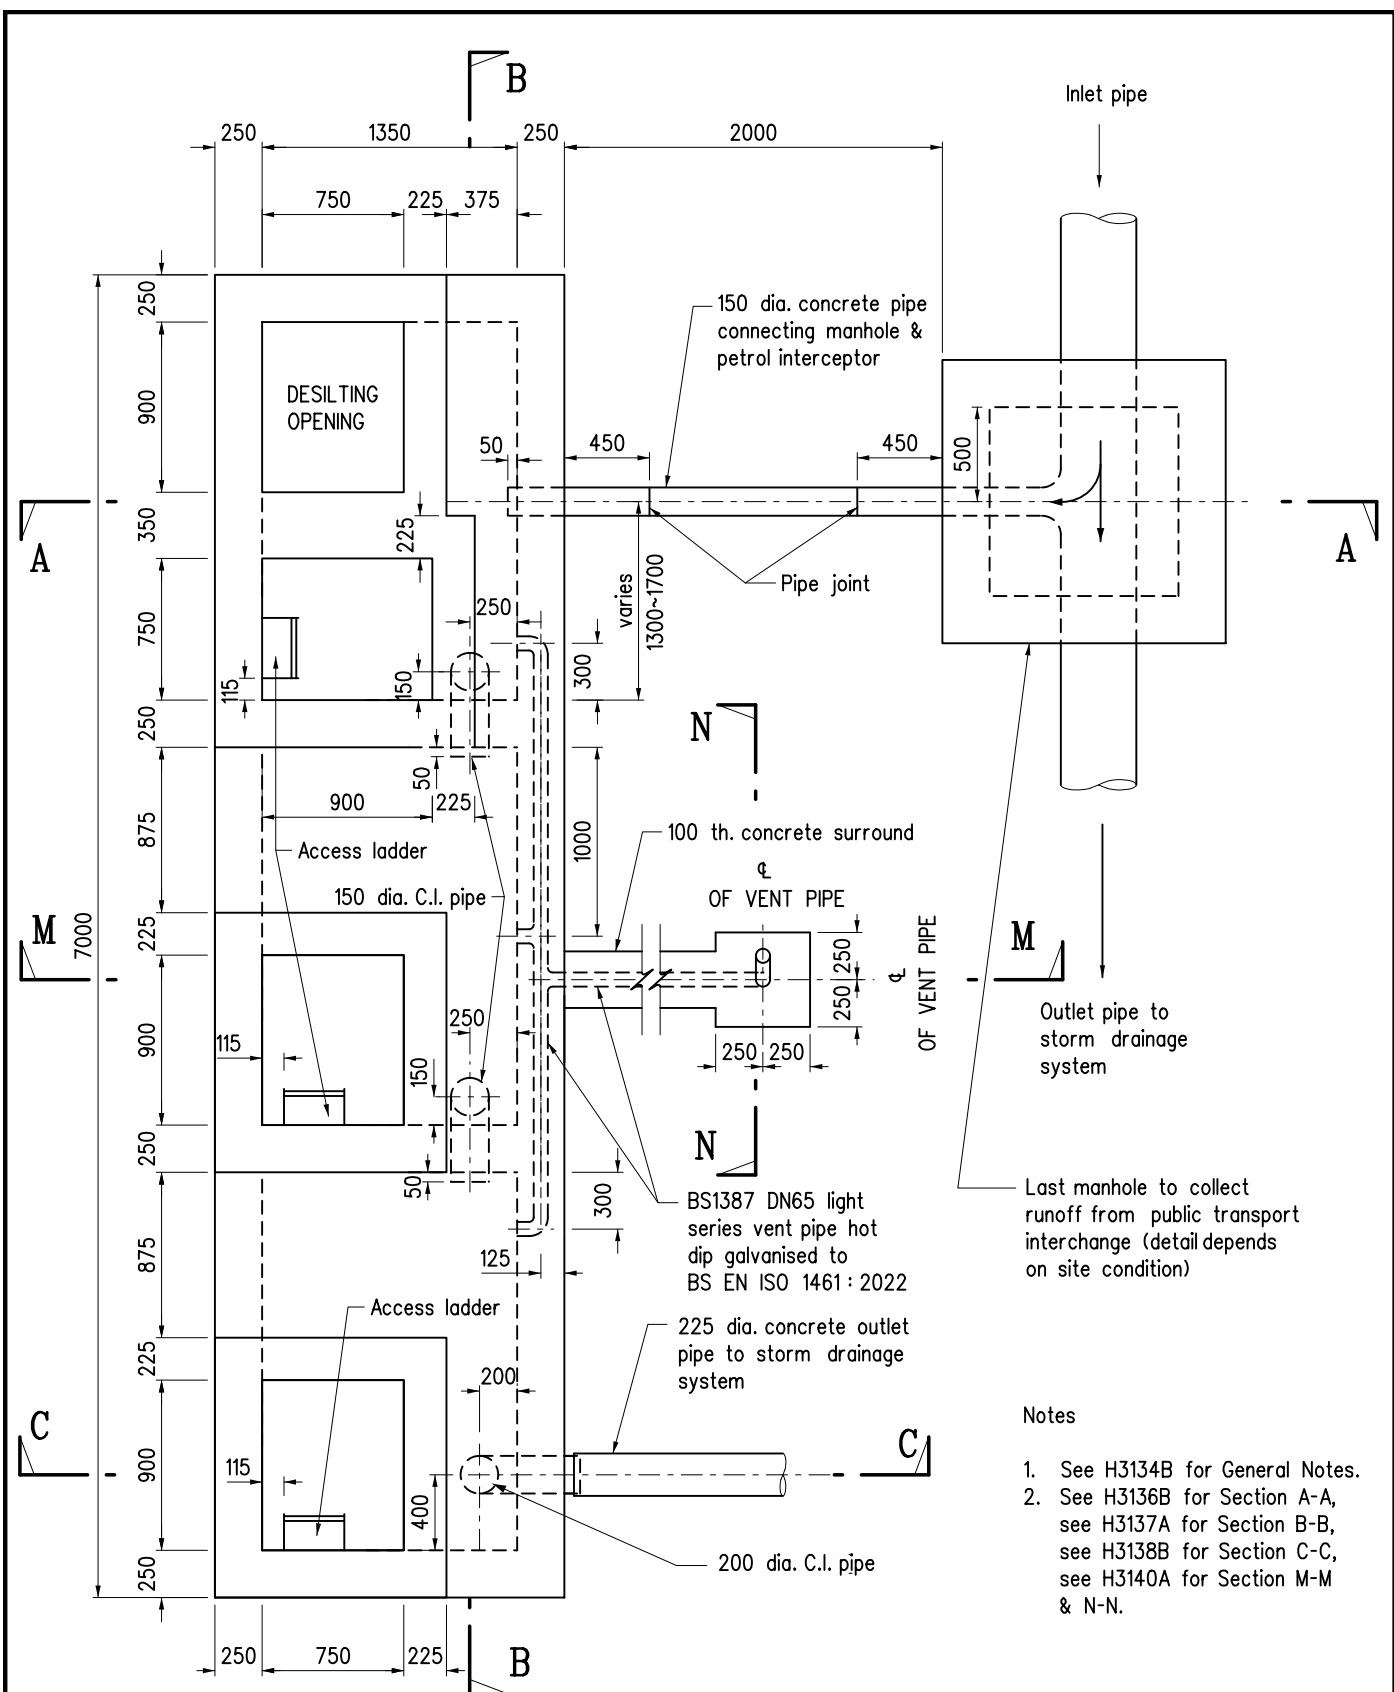 B
Inlet pipe
250
1350
250
2000
750
225
375
250
900
350
750
250
875
225
900
250
875
225
900
250
7000
DESILTING
OPENING
150 dia. concrete pipe
connecting manhole &
petrol interceptor
50
450
450
500
A
A
225
Pipe joint
varies
1300~1700
250
300
115
150
N
50
900
225
1000
Access ladder
100 th. concrete surround
℄
OF VENT PIPE
150 dia. C.I. pipe
M
M
℄
OF VENT PIPE
250
250
250
250
Outlet pipe to
storm drainage
system
115
250
150
N
50
300
BS1387 DN65 light
series vent pipe hot
dip galvanised to
BS EN ISO 1461 : 2022
125
Last manhole to collect
runoff from public transport
interchange (detail depends
on site condition)
Access ladder
225 dia. concrete outlet
pipe to storm drainage
system
200
C
C
115
400
200 dia. C.I. pipe
Notes
1. See H3134B for General Notes.
2. See H3136B for Section A-A,
see H3137A for Section B-B,
see H3138B for Section C-C,
see H3140A for Section M-M
& N-N.
250
750
225
B